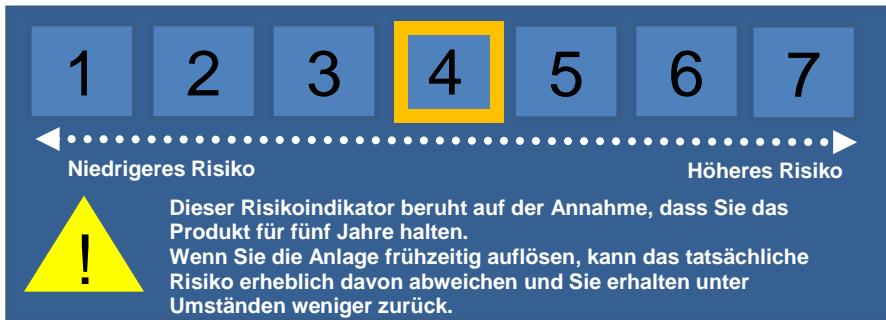 1 2 3 4 5 6 7
Niedrigeres Risiko Höheres Risiko
!
Dieser Risikoindikator beruht auf der Annahme, dass Sie das
Produkt für fünf Jahre halten.
Wenn Sie die Anlage frühzeitig auflösen, kann das tatsächliche
Risiko erheblich davon abweichen und Sie erhalten unter
Umständen weniger zurück.